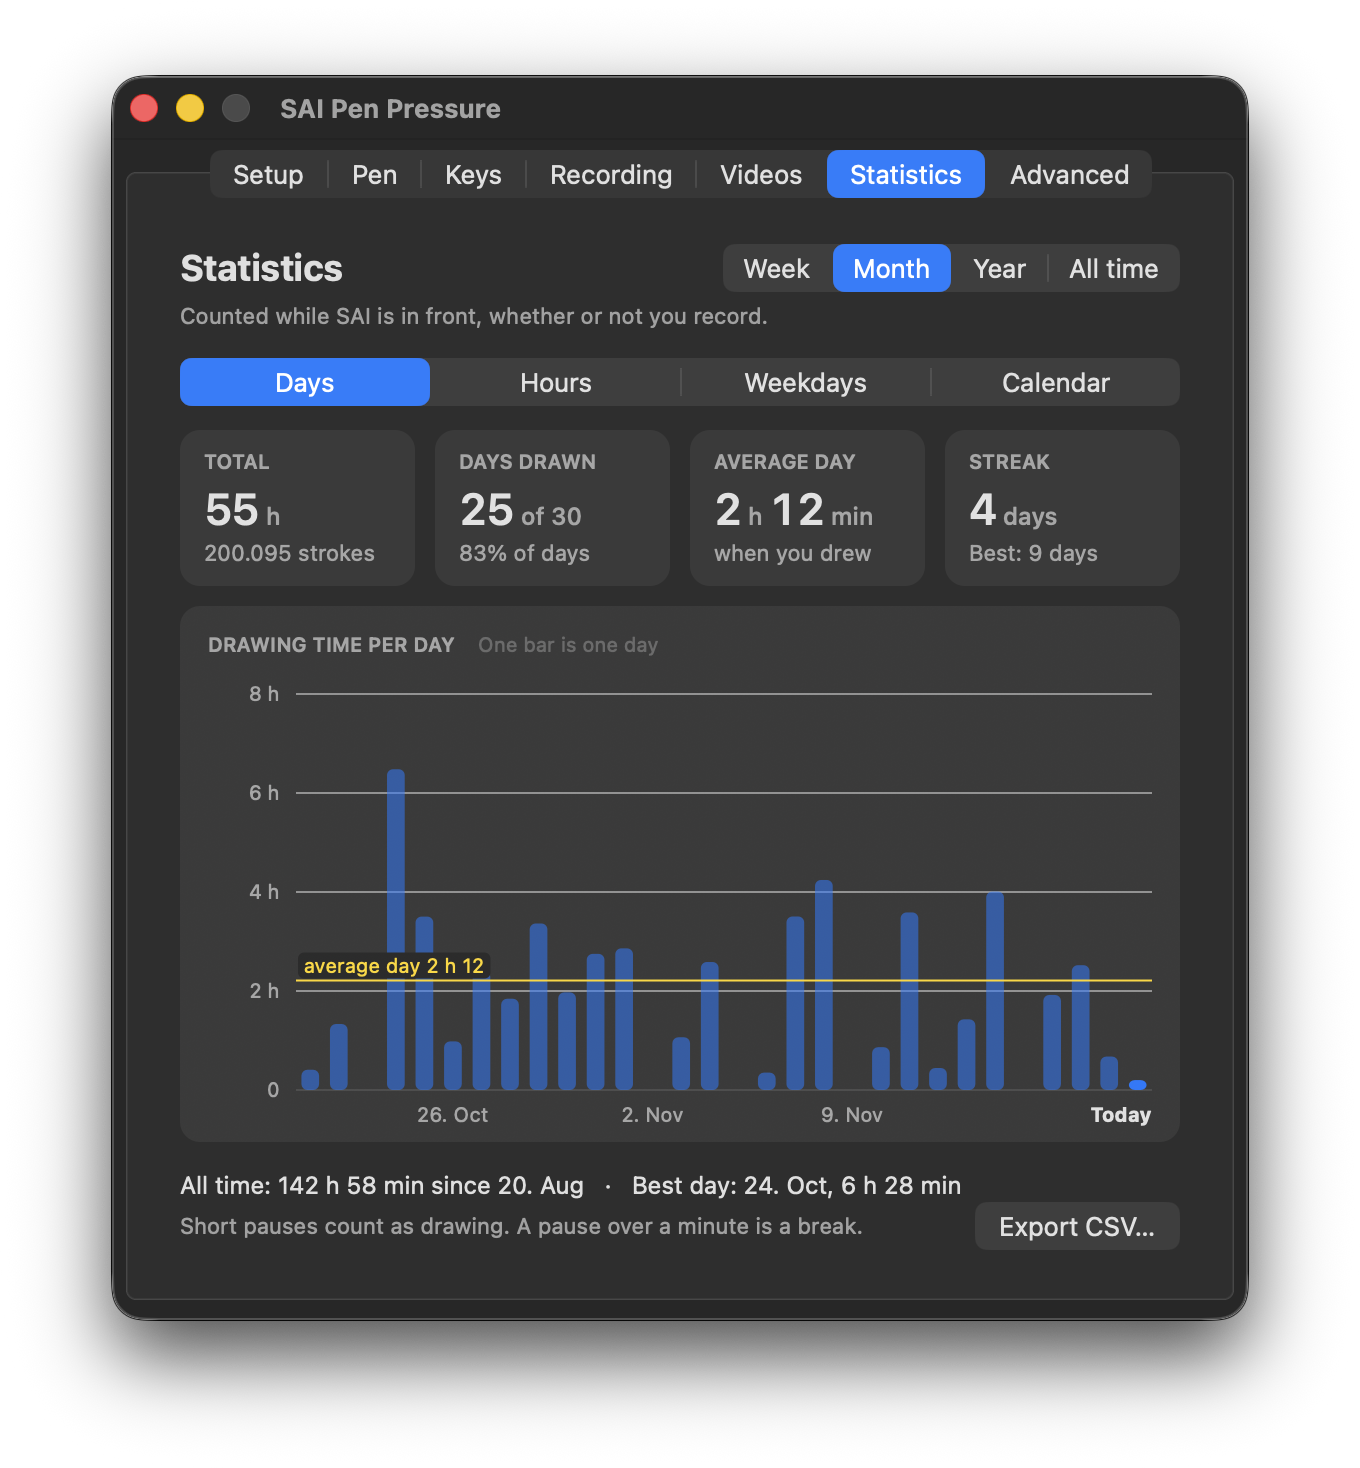 SAI Pen Pressure
Setup Pen Keys Recording Videos Statistics Advanced
Statistics
Week Month Year All time
Counted while SAI is in front, whether or not you record.
Days Hours Weekdays Calendar
TOTAL
55 h
200.095 strokes
DAYS DRAWN
25 of 30
83% of days
AVERAGE DAY
2 h 12 min
when you drew
STREAK
4 days
Best: 9 days
DRAWING TIME PER DAY One bar is one day
8 h
6 h
4 h
average day 2 h 12
2 h
0
26. Oct 2. Nov 9. Nov Today
All time: 142 h 58 min since 20. Aug · Best day: 24. Oct, 6 h 28 min
Short pauses count as drawing. A pause over a minute is a break.
Export CSV...